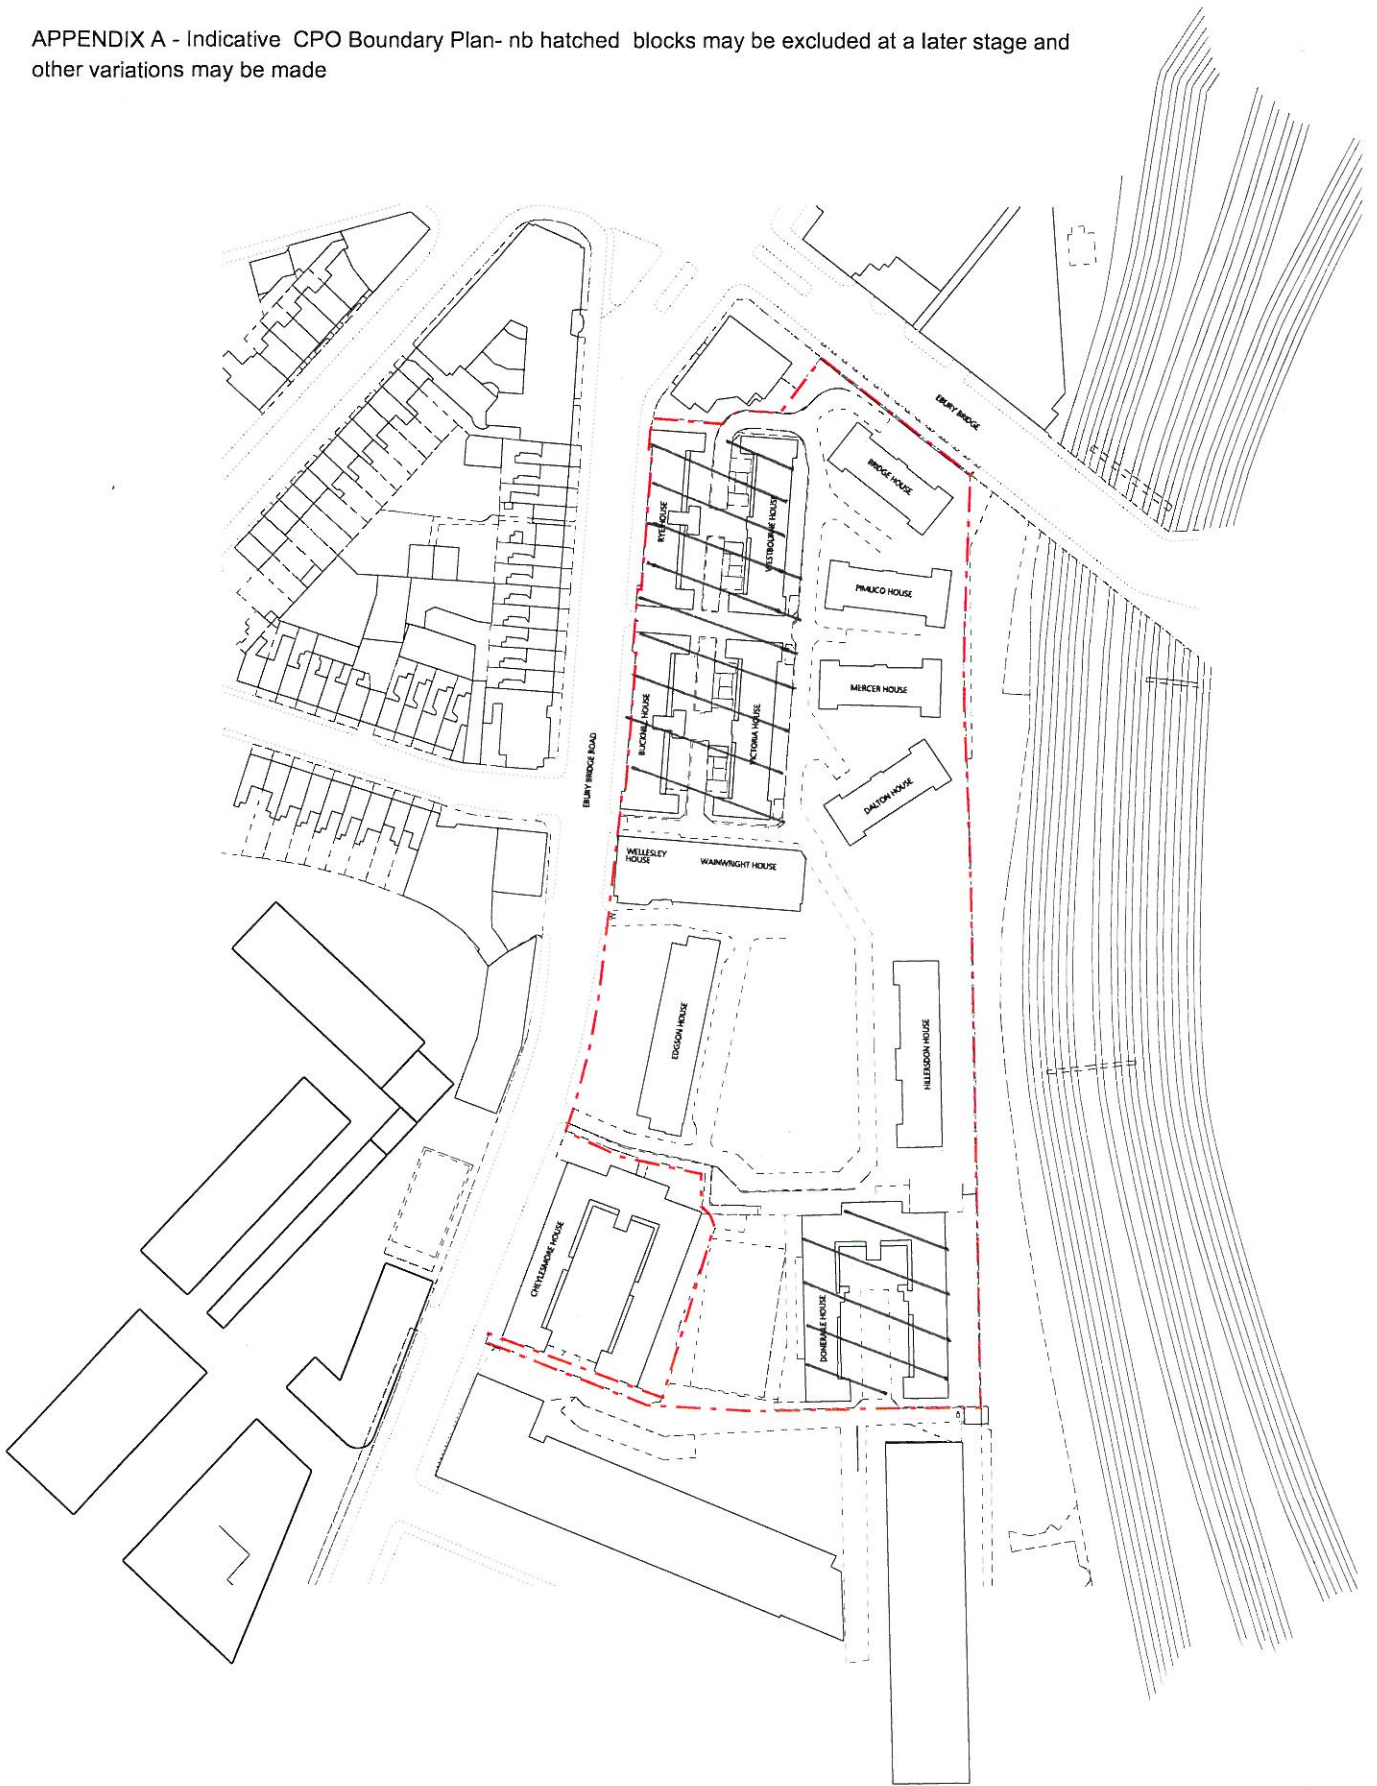 APPENDIX A - Indicative CPO Boundary Plan- nb hatched blocks may be excluded at a later stage and
other variations may be made
EBURY BRIDGE
BRIDGE HOUSE
RYE HOUSE
WESTBOURNE HOUSE
PIMLICO HOUSE
MERCER HOUSE
BUCKHILL HOUSE
VICTORIA HOUSE
EBURY BRIDGE ROAD
DALTON HOUSE
WELLESLEY
HOUSE
WAINWRIGHT HOUSE
EDGSON HOUSE
HILLERSDON HOUSE
CHEYLESMORE HOUSE
DONERAILE HOUSE